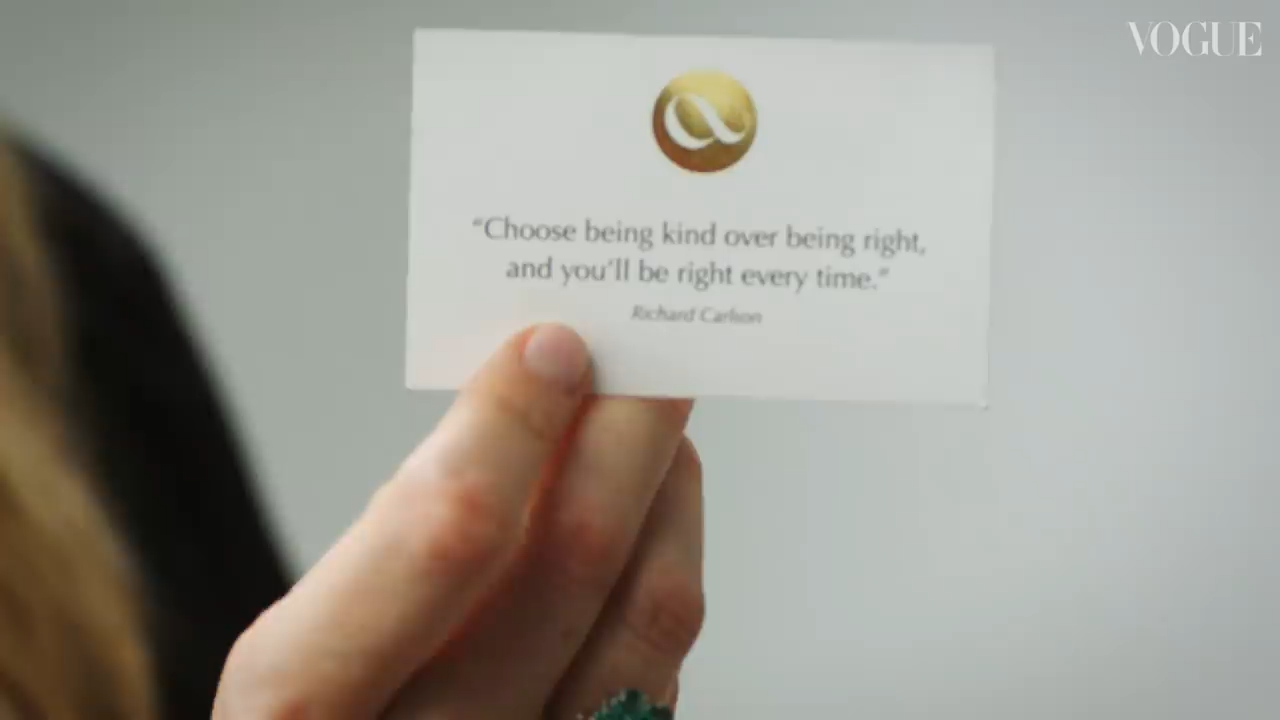 VOGUE
“Choose being kind over being right,
and you’ll be right every time.”
Richard Carlson